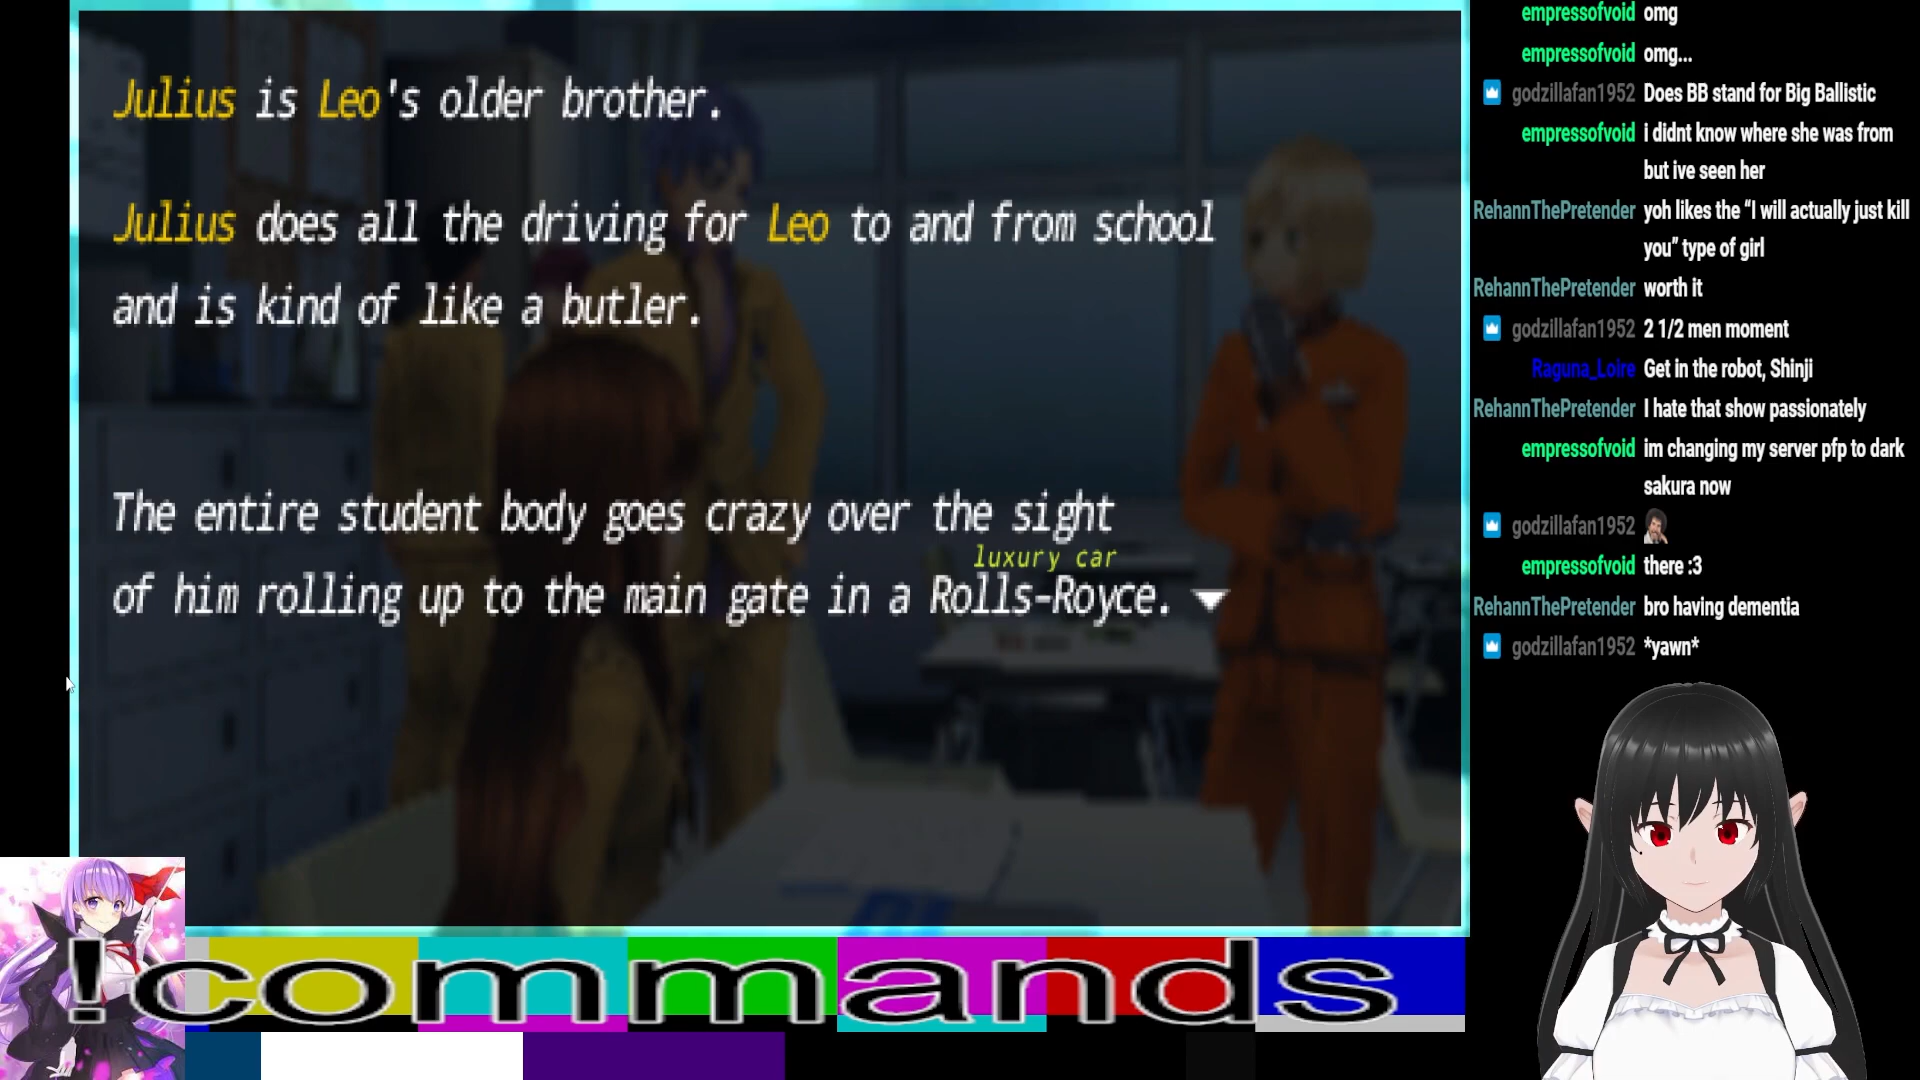 Julius is Leo's older brother.
Julius does all the driving for Leo to and from school
and is kind of like a butler.
The entire student body goes crazy over the sight
luxury car
of him rolling up to the main gate in a Rolls-Royce.
!commands
empressofvoid omg
empressofvoid omg...
godzillafan1952 Does BB stand for Big Ballistic
empressofvoid i didnt know where she was from
but ive seen her
RehannThePretender yoh likes the “I will actually just kill
you” type of girl
RehannThePretender worth it
godzillafan1952 2 1/2 men moment
Raguna_Loire Get in the robot, Shinji
RehannThePretender I hate that show passionately
empressofvoid im changing my server pfp to dark
sakura now
godzillafan1952
empressofvoid there :3
RehannThePretender bro having dementia
godzillafan1952 *yawn*